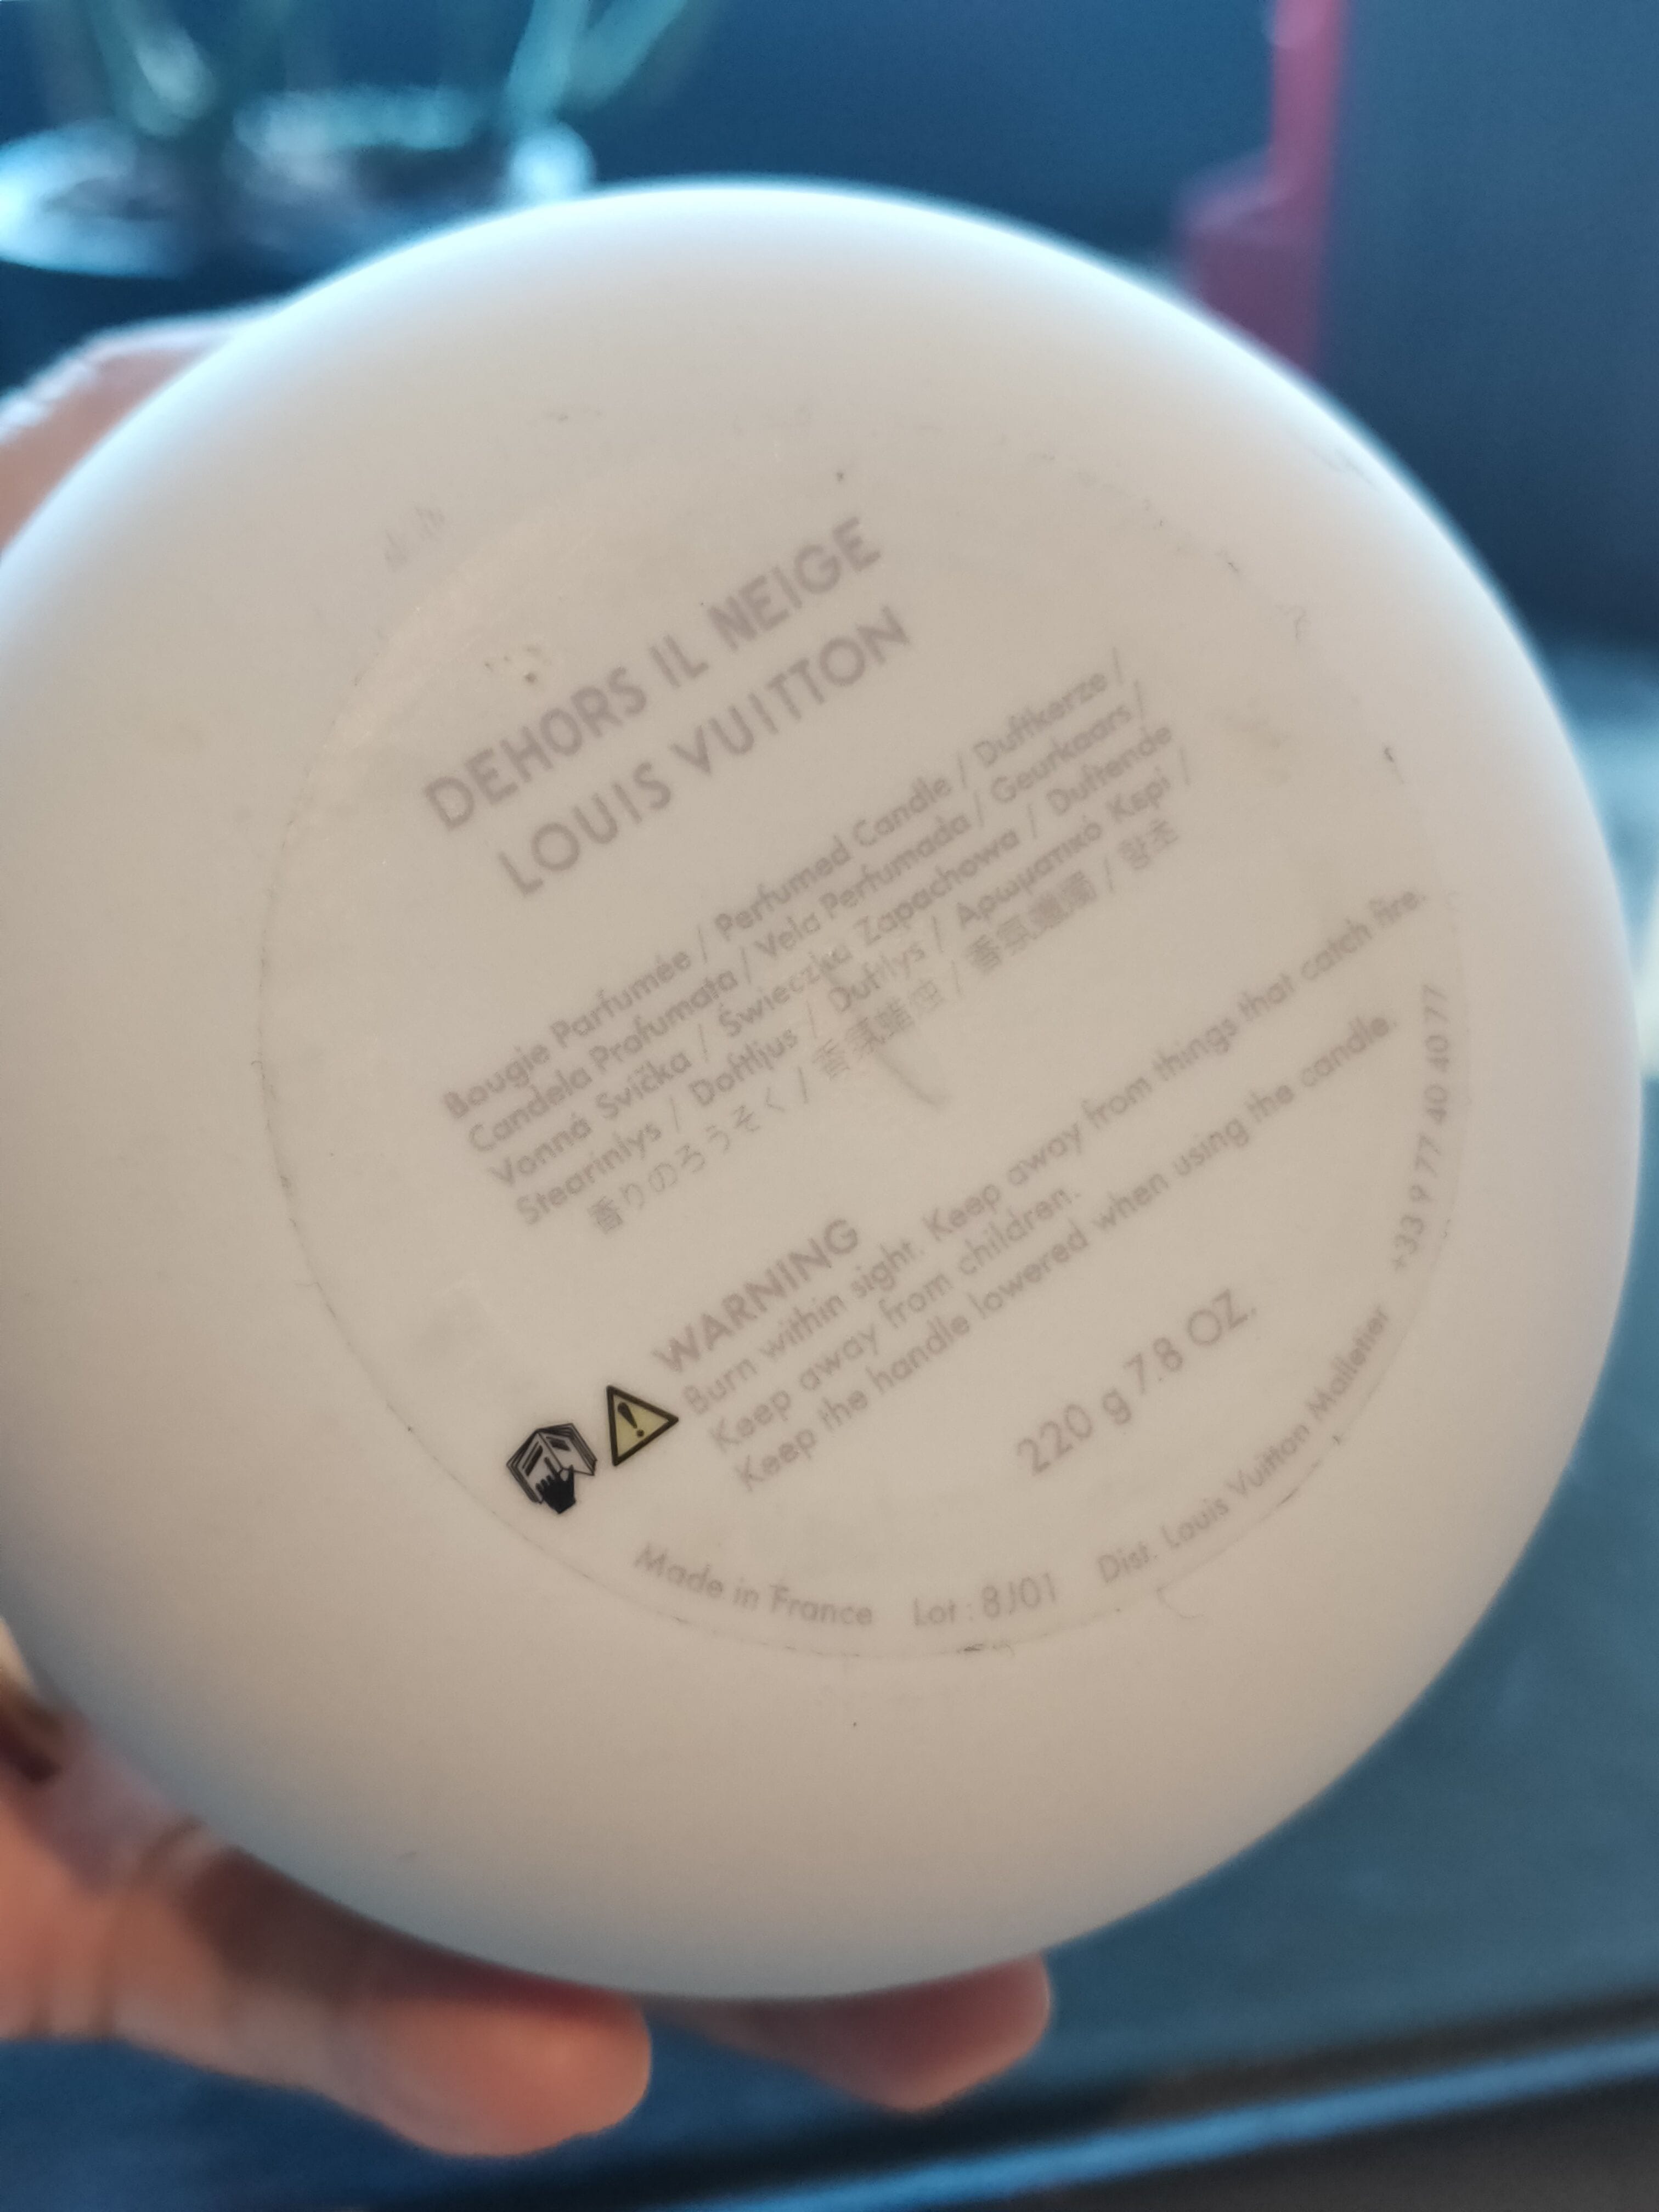 DEHORS IL NEIGE
LOUIS VUITTON
Bougie Parfumée / Perfumed Candle / Duftkerze /
Candela Profumata / Vela Perfumada / Geurkaars /
Vonná Svíčka / Świeczka Zapachowa / Duftende
Stearinlys / Doftljus / Duftlys / Αρωματικό Κερί /
香りのろうそく / 香氛蜡烛 / 香氛蠟燭 / 향초
WARNING
Burn within sight. Keep away from things that catch fire.
Keep away from children.
Keep the handle lowered when using the candle.
220 g 7.8 OZ.
Made in France Lot : 8J01 Dist. Louis Vuitton Malletier +33 9 77 40 40 77